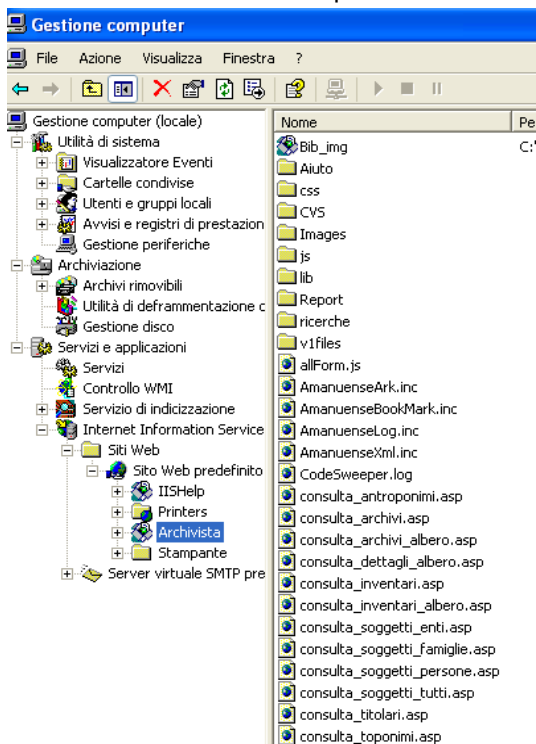 Gestione computer
File Azione Visualizza Finestra ?
Gestione computer (locale)
Utilità di sistema
Visualizzatore Eventi
Cartelle condivise
Utenti e gruppi locali
Avvisi e registri di prestazion
Gestione periferiche
Archiviazione
Archivi rimovibili
Utilità di deframmentazione c
Gestione disco
Servizi e applicazioni
Servizi
Controllo WMI
Servizio di indicizzazione
Internet Information Service
Siti Web
Sito Web predefinito
IISHelp
Printers
Archivista
Stampante
Server virtuale SMTP pre
Nome Pe
Bib_img C:\
Aiuto
css
CVS
Images
js
lib
Report
ricerche
v1files
allForm.js
AmanuenseArk.inc
AmanuenseBookMark.inc
AmanuenseLog.inc
AmanuenseXml.inc
CodeSweeper.log
consulta_antroponimi.asp
consulta_archivi.asp
consulta_archivi_albero.asp
consulta_dettagli_albero.asp
consulta_inventari.asp
consulta_inventari_albero.asp
consulta_soggetti_enti.asp
consulta_soggetti_famiglie.asp
consulta_soggetti_persone.asp
consulta_soggetti_tutti.asp
consulta_titolari.asp
consulta_toponimi.asp